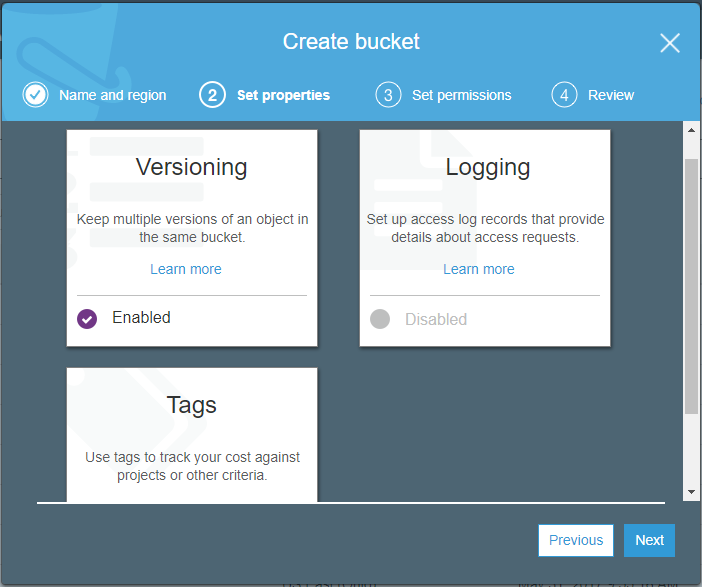 Create bucket
Name and region
2 Set properties
3 Set permissions
4 Review
Versioning
Keep multiple versions of an object in
the same bucket.
Learn more
Enabled
Logging
Set up access log records that provide
details about access requests.
Learn more
Disabled
Tags
Use tags to track your cost against
projects or other criteria.
Previous
Next